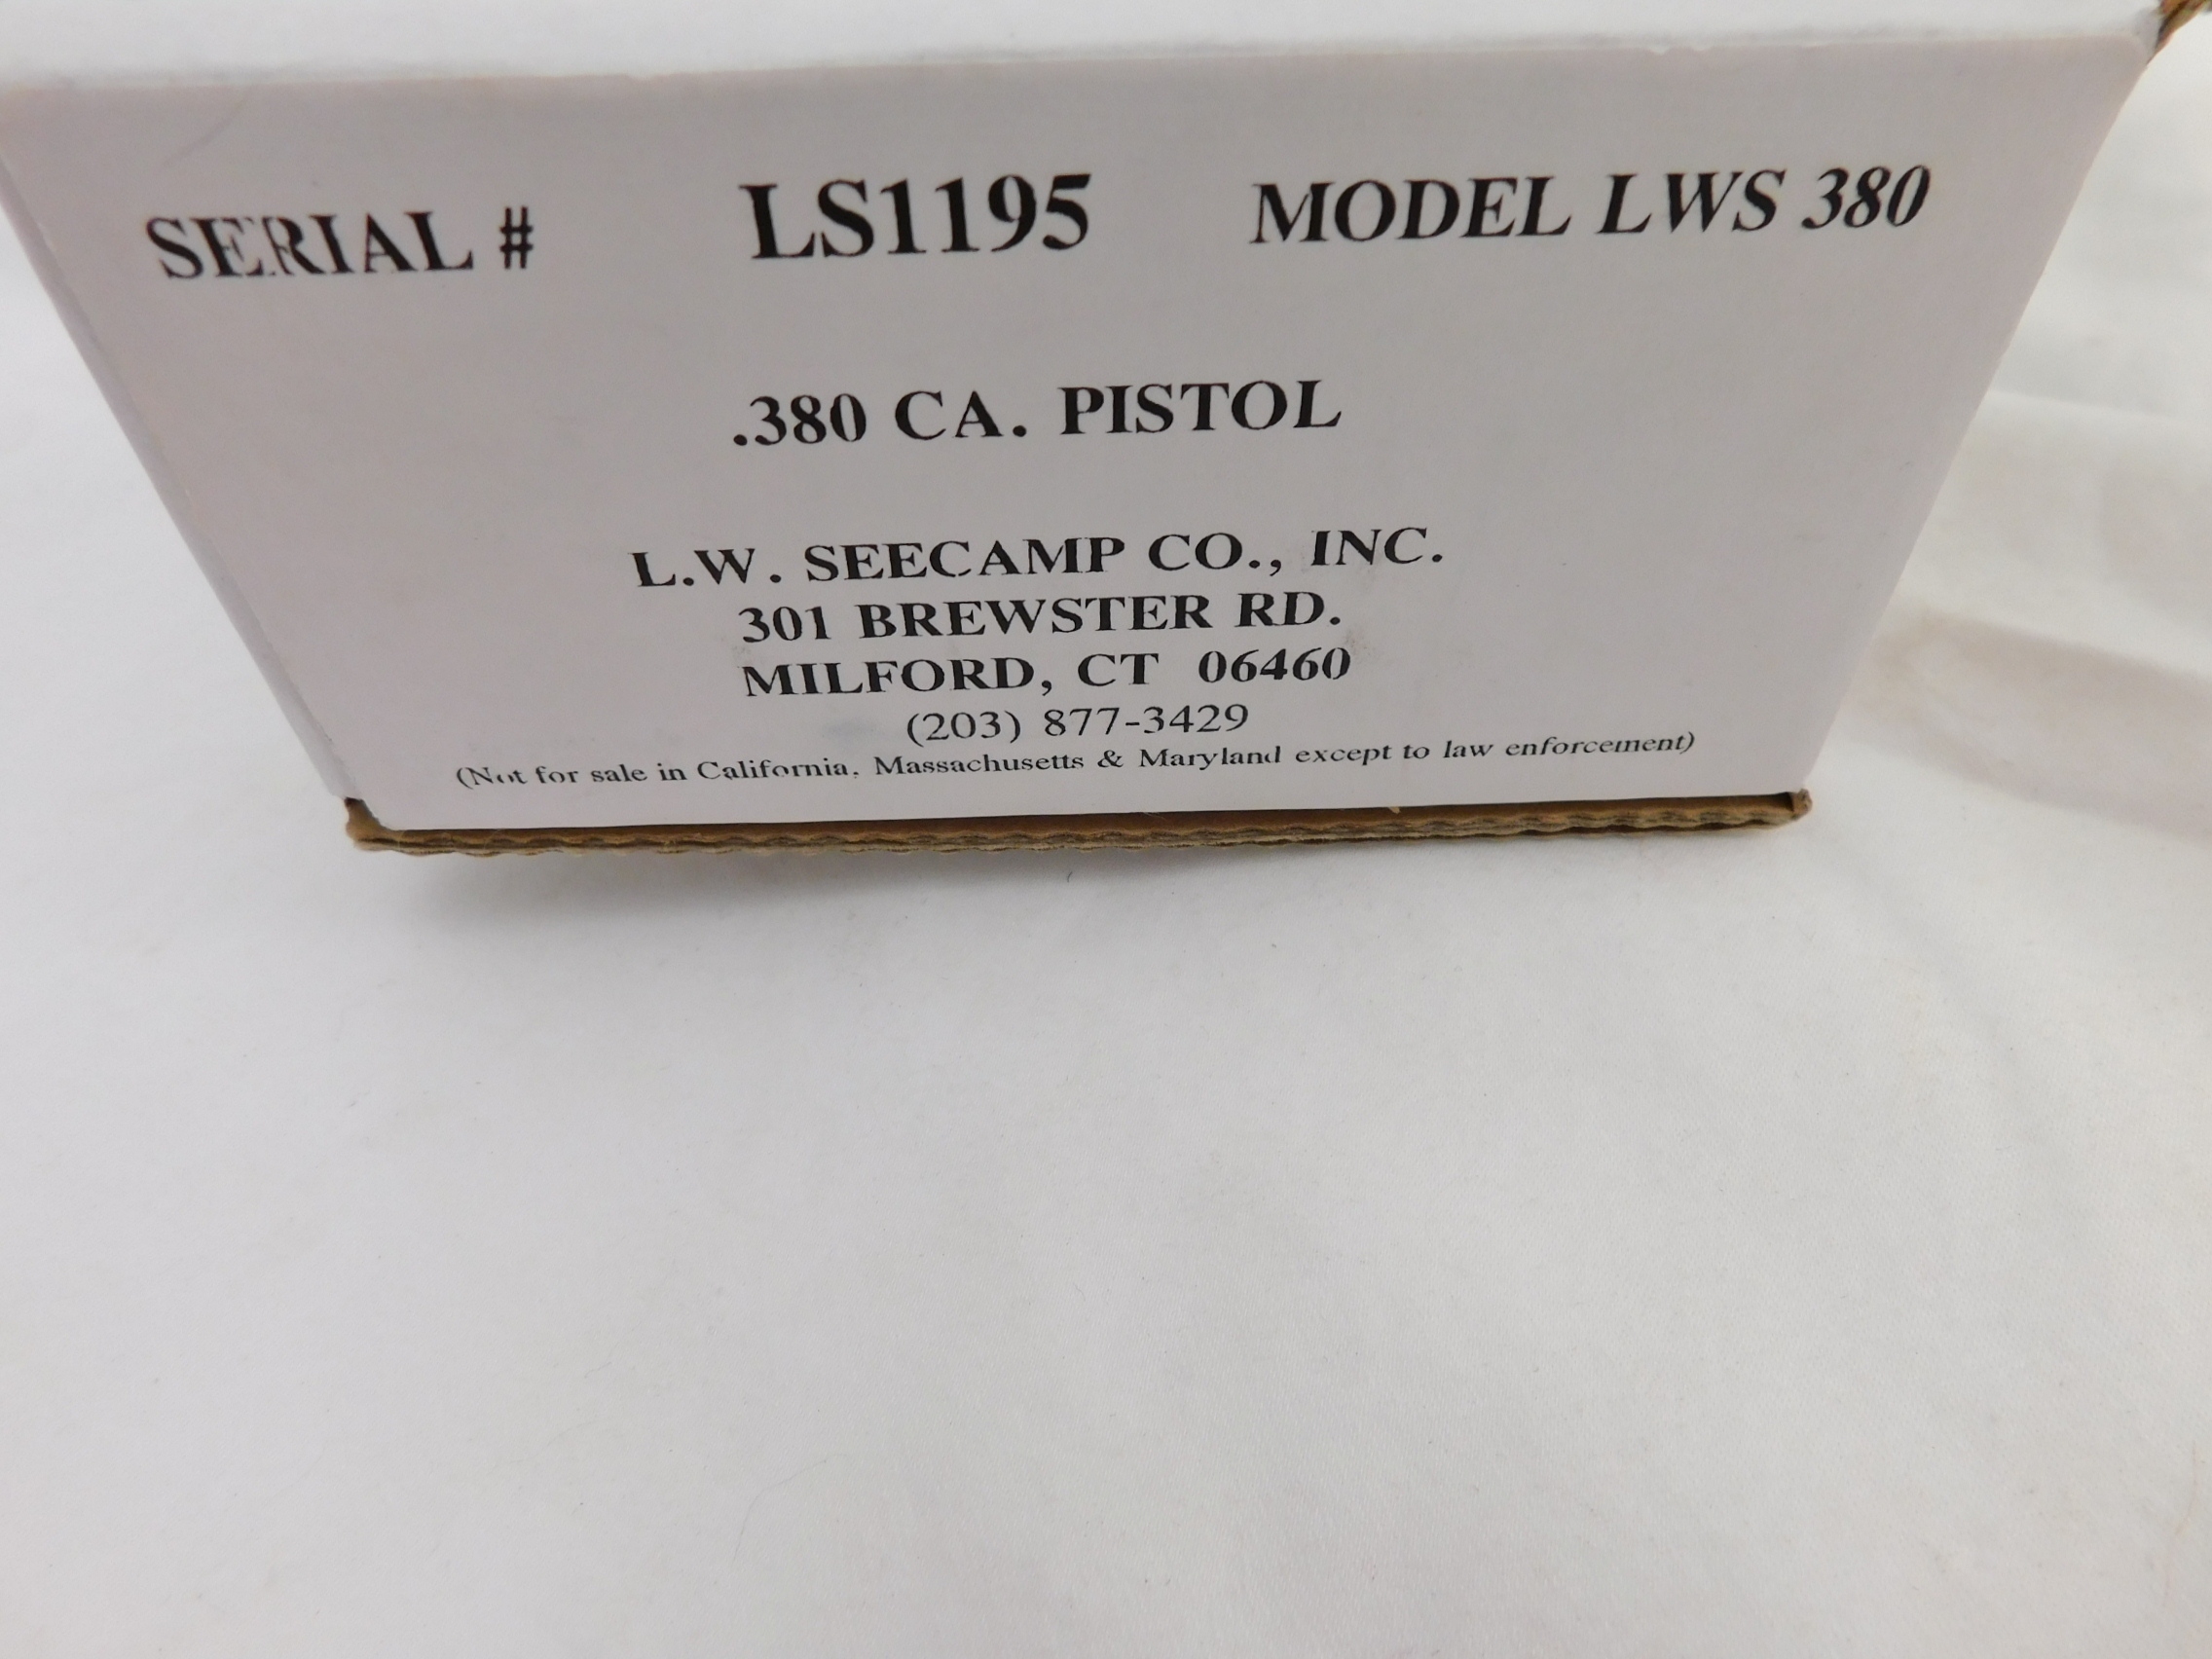 SERIAL # LS1195 MODEL LWS 380
.380 CA. PISTOL
L.W. SEECAMP CO., INC.
301 BREWSTER RD.
MILFORD, CT 06460
(203) 877-3429
(Not for sale in California, Massachusetts & Maryland except to law enforcement)